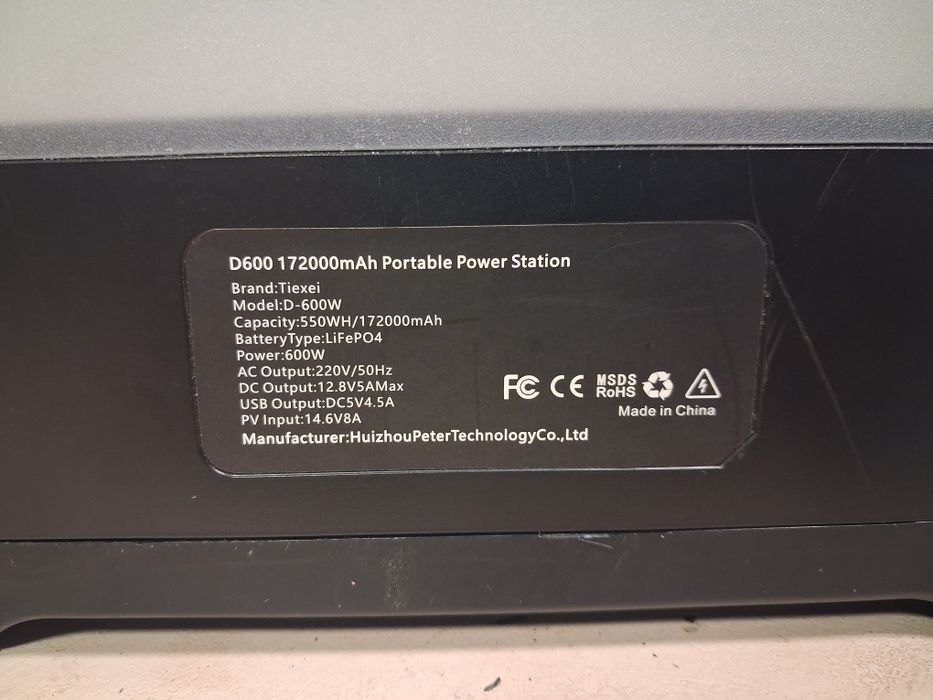 D600 172000mAh Portable Power Station
Brand:Tiexei
Model:D-600W
Capacity:550WH/172000mAh
BatteryType:LiFePO4
Power:600W
AC Output:220V/50Hz
DC Output:12.8V5AMax
USB Output:DC5V4.5A
PV Input:14.6V8A
Manufacturer:HuizhouPeterTechnologyCo.,Ltd
FC CE MSDS
RoHS
Made in China